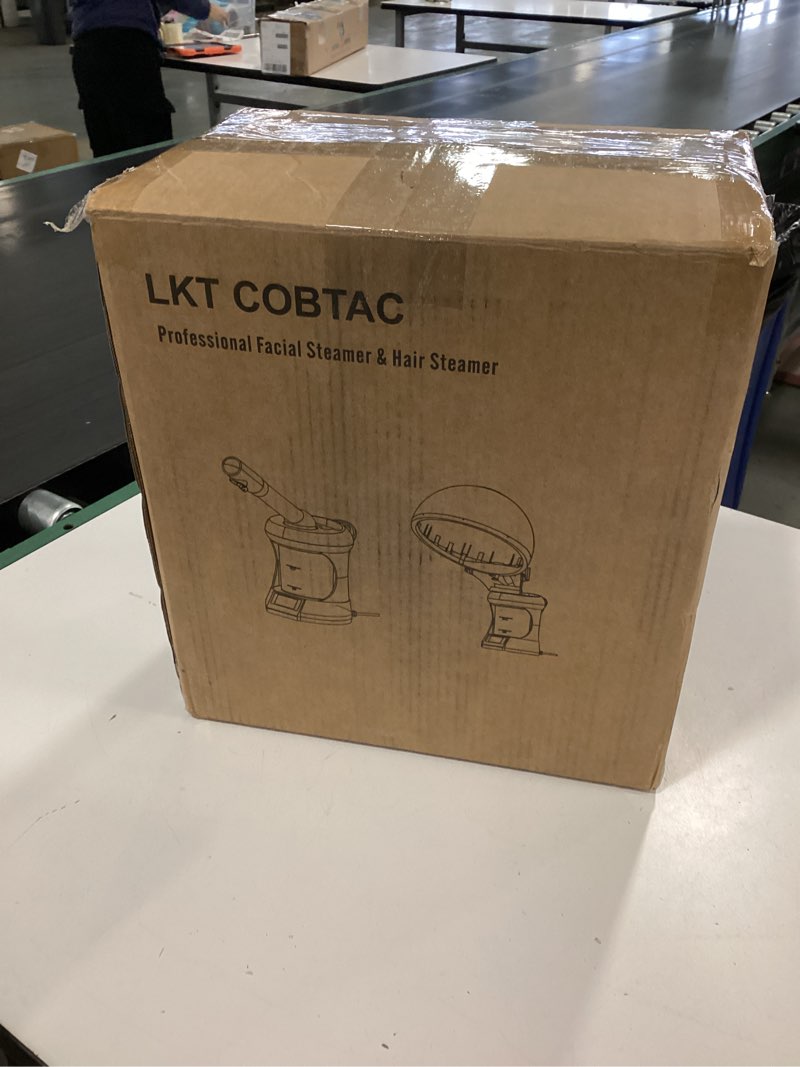 LKT COBTAC
Professional Facial Steamer & Hair Steamer